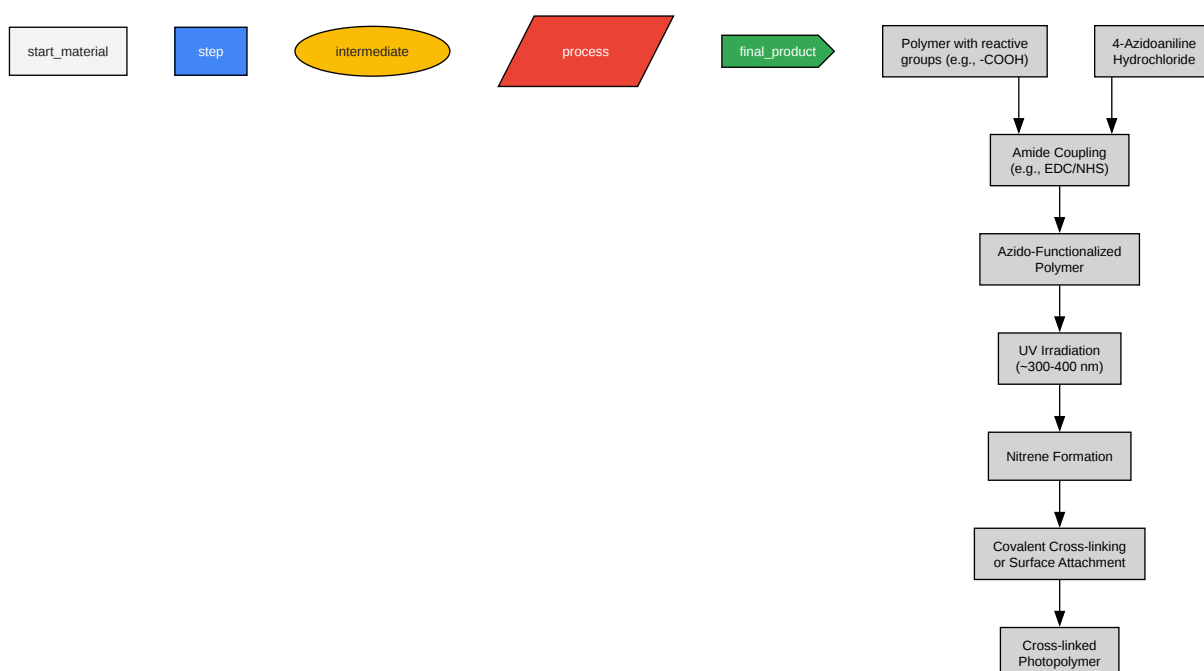 start_material
step
intermediate
process
final_product
Polymer with reactive
groups (e.g., -COOH)
4-Azidoaniline
Hydrochloride
Amide Coupling
(e.g., EDC/NHS)
Azido-Functionalized
Polymer
UV Irradiation
(~300-400 nm)
Nitrene Formation
Covalent Cross-linking
or Surface Attachment
Cross-linked
Photopolymer